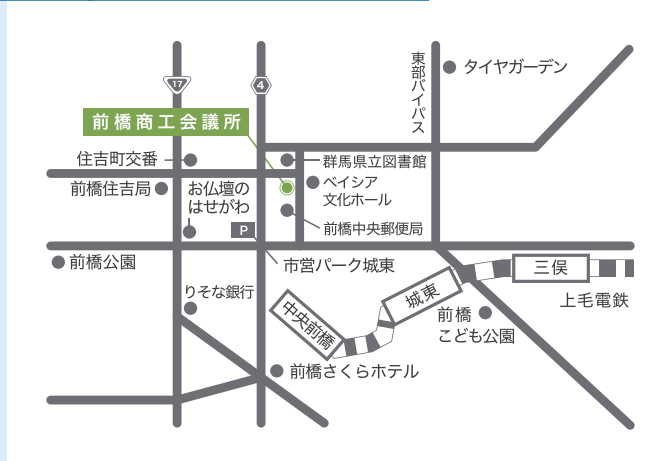 東部バイパス
タイヤガーデン
17
4
前橋商工会議所
住吉町交番
群馬県立図書館
前橋住吉局
お仏壇の
はせがわ
ベイシア
文化ホール
P
前橋中央郵便局
前橋公園
市営パーク城東
三俣
りそな銀行
城東
上毛電鉄
中央前橋
前橋
こども公園
前橋さくらホテル